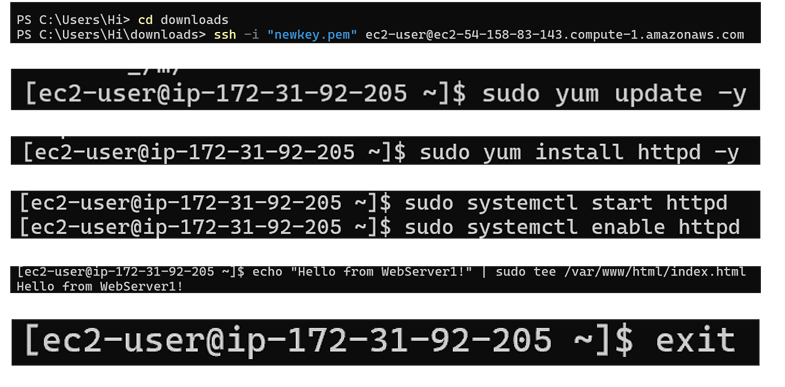 PS C:\Users\Hi> cd downloads
PS C:\Users\Hi\downloads> ssh -i "newkey.pem" ec2-user@ec2-54-158-83-143.compute-1.amazonaws.com
[ec2-user@ip-172-31-92-205 ~]$ sudo yum update -y
[ec2-user@ip-172-31-92-205 ~]$ sudo yum install httpd -y
[ec2-user@ip-172-31-92-205 ~]$ sudo systemctl start httpd
[ec2-user@ip-172-31-92-205 ~]$ sudo systemctl enable httpd
[ec2-user@ip-172-31-92-205 ~]$ echo "Hello from WebServer1!" | sudo tee /var/www/html/index.html
Hello from WebServer1!
[ec2-user@ip-172-31-92-205 ~]$ exit